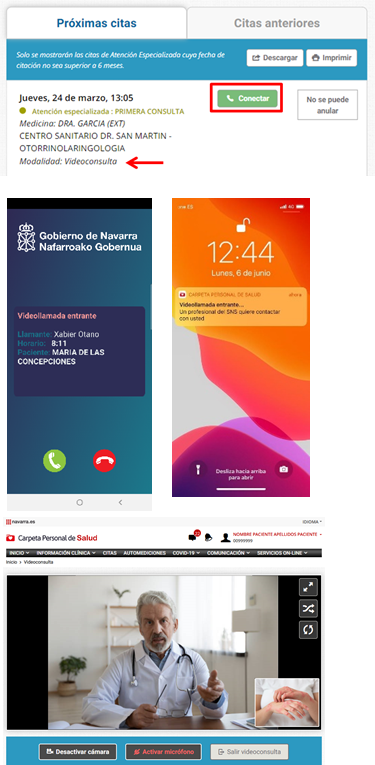 Próximas citas
Citas anteriores
Solo se mostrarán las citas de Atención Especializada cuya fecha de
citación no sea superior a 6 meses.
Descargar
Imprimir
Jueves, 24 de marzo, 13:05
Conectar
No se puede
anular
Atención especializada : PRIMERA CONSULTA
Medicina: DRA. GARCIA (EXT)
CENTRO SANITARIO DR. SAN MARTIN -
OTORRINOLARINGOLOGIA
Modalidad: Videoconsulta
Gobierno de Navarra
Nafarroako Gobernua
Videollamada entrante
Llamante: Xabier Otano
Horario: 8:11
Paciente: MARIA DE LAS
CONCEPCIONES
4G
12:44
Lunes, 6 de junio
CARPETA PERSONAL DE SALUD
ahora
Videollamada entrante...
Un profesional del SNS quiere contactar
con usted.
Desliza hacia arriba
para abrir
navarra.es
IDIOMA
Carpeta Personal de Salud
NOMBRE PACIENTE APELLIDOS PACIENTE
INICIO
INFORMACIÓN CLÍNICA
CITAS
AUTOMEDICIONES
COVID-19
COMUNICACIÓN
SERVICIOS ON-LINE
Inicio » Videoconsulta
Desactivar cámara
Activar micrófono
Salir videoconsulta